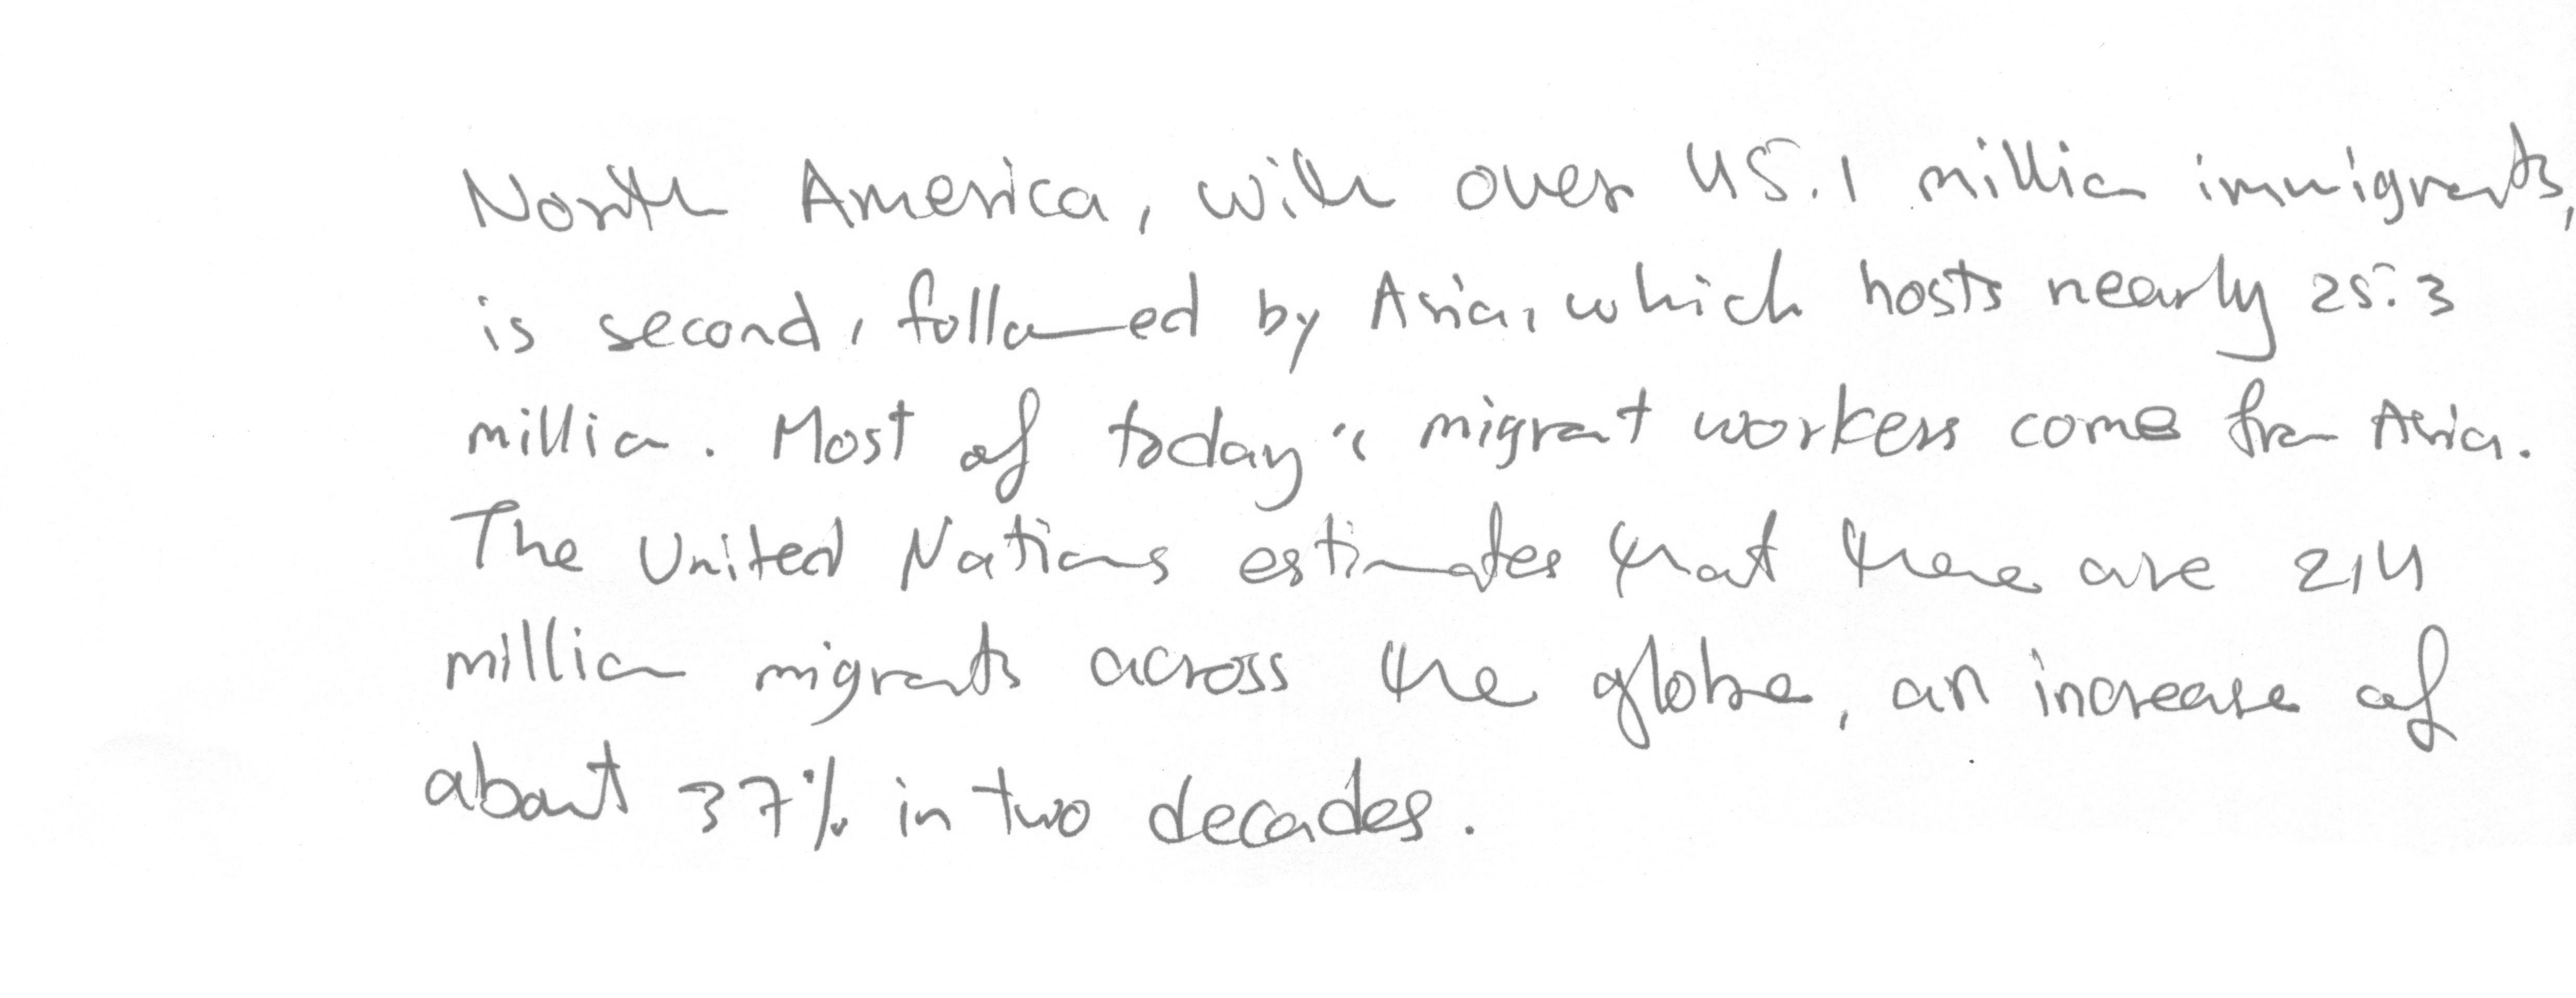 North America, with over 45.1 million immigrants,
is second, followed by Asia, which hosts nearly 25.3
million. Most of today's migrant workers come from Asia.
The United Nations estimates that there are 214
million migrants across the globe, an increase of
about 37% in two decades.